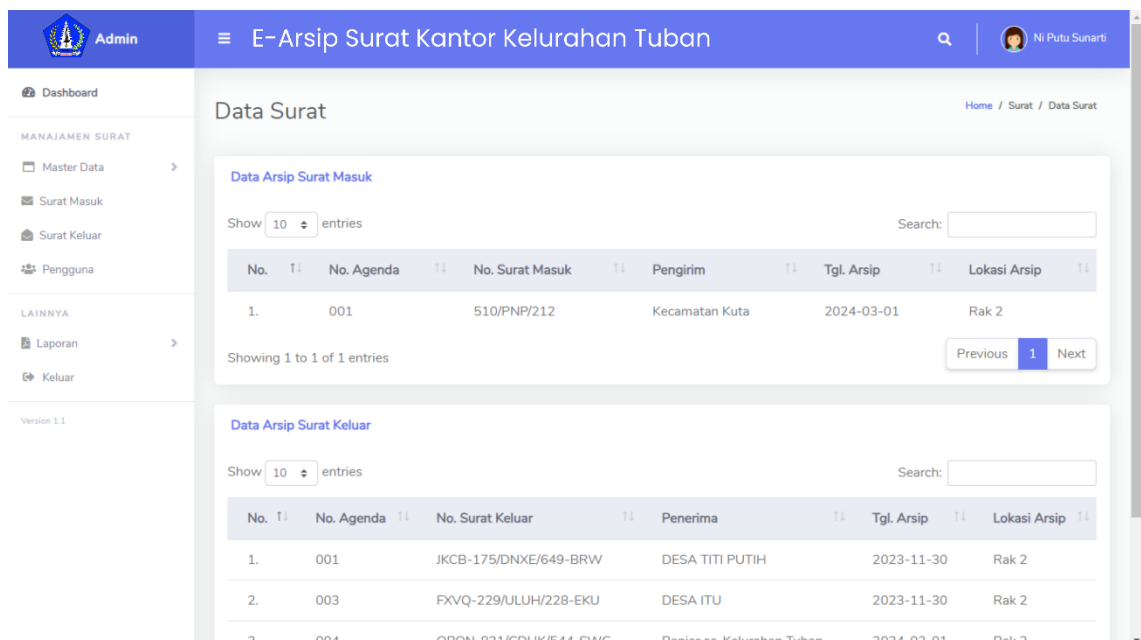 Admin
E-Arsip Surat Kantor Kelurahan Tuban
Ni Putu Sunarti
Dashboard
MANAJAMEN SURAT
Master Data
Surat Masuk
Surat Keluar
Pengguna
LAINNYA
Laporan
Keluar
Version 1.1
Data Surat
Home / Surat / Data Surat
Data Arsip Surat Masuk
Show 10 entries Search:
No. No. Agenda No. Surat Masuk Pengirim Tgl. Arsip Lokasi Arsip
1. 001 510/PNP/212 Kecamatan Kuta 2024-03-01 Rak 2
Showing 1 to 1 of 1 entries
Previous 1 Next
Data Arsip Surat Keluar
Show 10 entries Search:
No. No. Agenda No. Surat Keluar Penerima Tgl. Arsip Lokasi Arsip
1. 001 JKCB-175/DNXE/649-BRW DESA TITI PUTIH 2023-11-30 Rak 2
2. 003 FXVQ-229/ULUH/228-EKU DESA ITU 2023-11-30 Rak 2